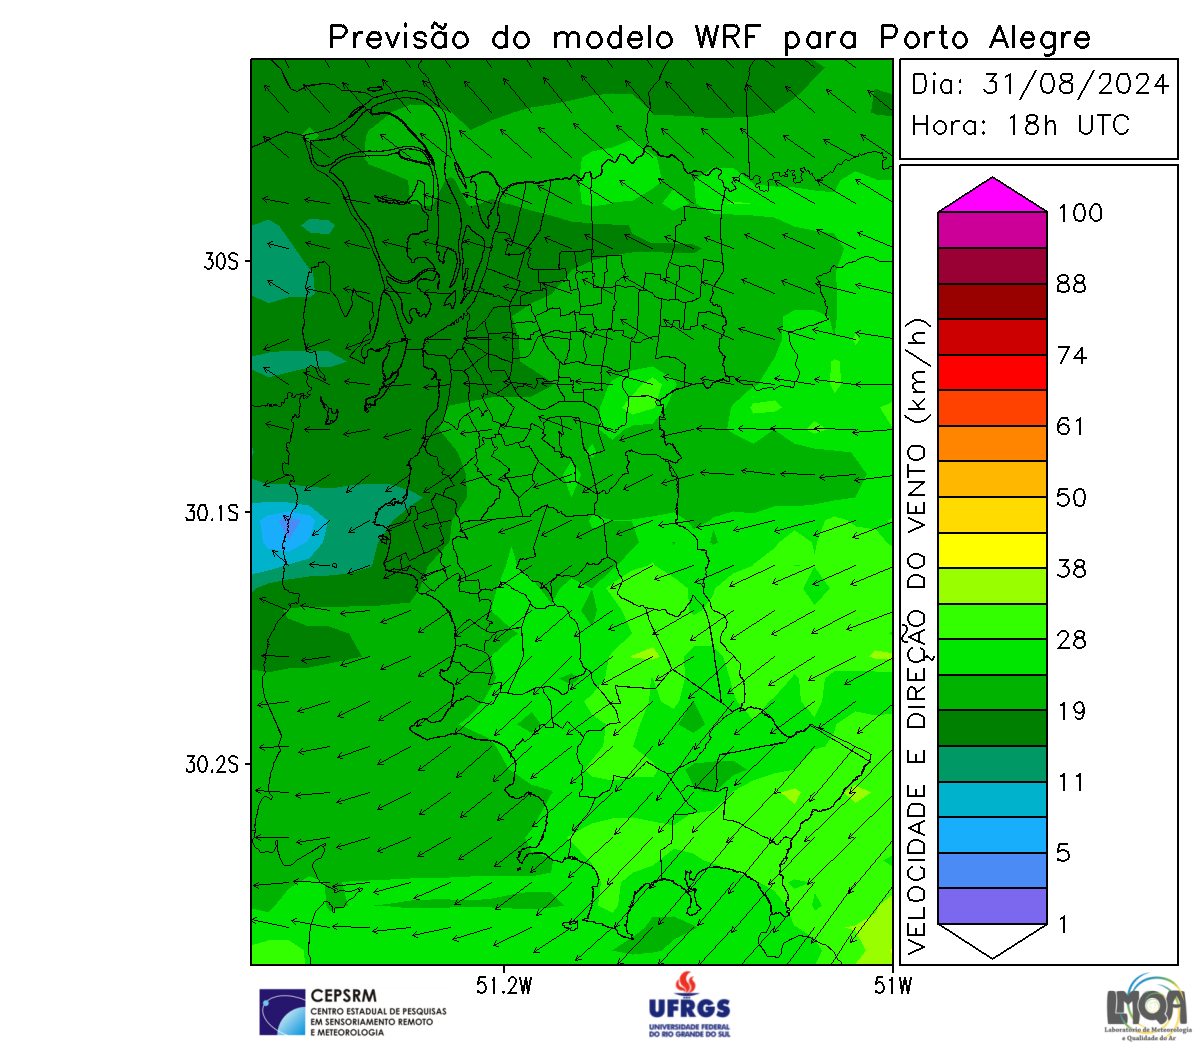 Previsão do modelo WRF para Porto Alegre
Dia: 31/08/2024
Hora: 18h UTC
30S
30.1S
30.2S
51.2W
51W
VELOCIDADE E DIREÇÃO DO VENTO (km/h)
100
88
74
61
50
38
28
19
11
5
1
CEPSRM
CENTRO ESTADUAL DE PESQUISAS
EM SENSORIAMENTO REMOTO
E METEOROLOGIA
UFRGS
UNIVERSIDADE FEDERAL
DO RIO GRANDE DO SUL
LMQA
Laboratório de Meteorologia
e Qualidade do Ar